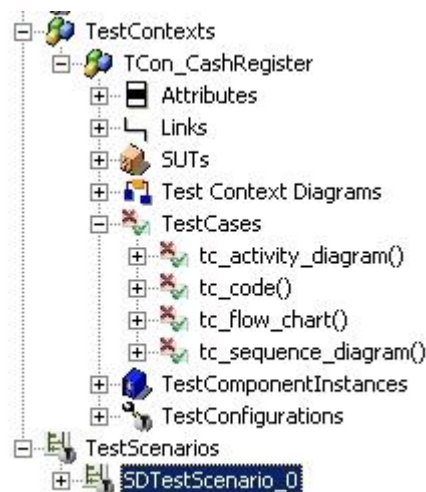 TestContexts
TCon_CashRegister
Attributes
Links
SUTs
Test Context Diagrams
TestCases
tc_activity_diagram()
tc_code()
tc_flow_chart()
tc_sequence_diagram()
TestComponentInstances
TestConfigurations
TestScenarios
SDTestScenario_0